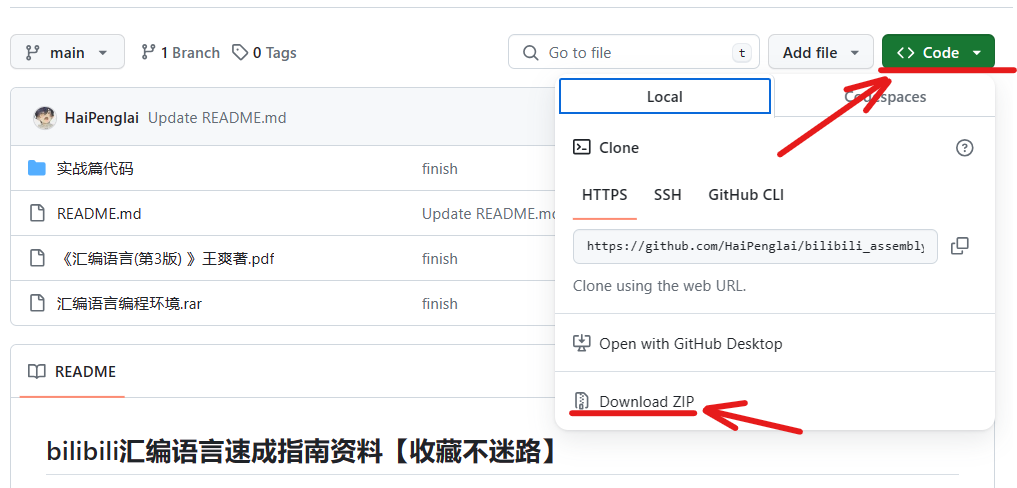 main 1 Branch 0 Tags Go to file t Add file Code
HaiPenglai Update README.md
Local Codespaces
Clone
实战篇代码 finish
HTTPS SSH GitHub CLI
README.md Update README.md
https://github.com/HaiPenglai/bilibili_assembly
《汇编语言(第3版) 》王爽著.pdf finish
Clone using the web URL.
汇编语言编程环境.rar finish
Open with GitHub Desktop
README
Download ZIP
bilibili汇编语言速成指南资料【收藏不迷路】